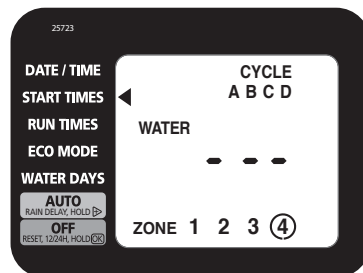 25723
DATE / TIME
START TIMES
RUN TIMES
ECO MODE
WATER DAYS
AUTO
RAIN DELAY, HOLD
OFF
RESET, 12/24H, HOLD OK
CYCLE
A B C D
WATER
- - -
ZONE 1 2 3 4